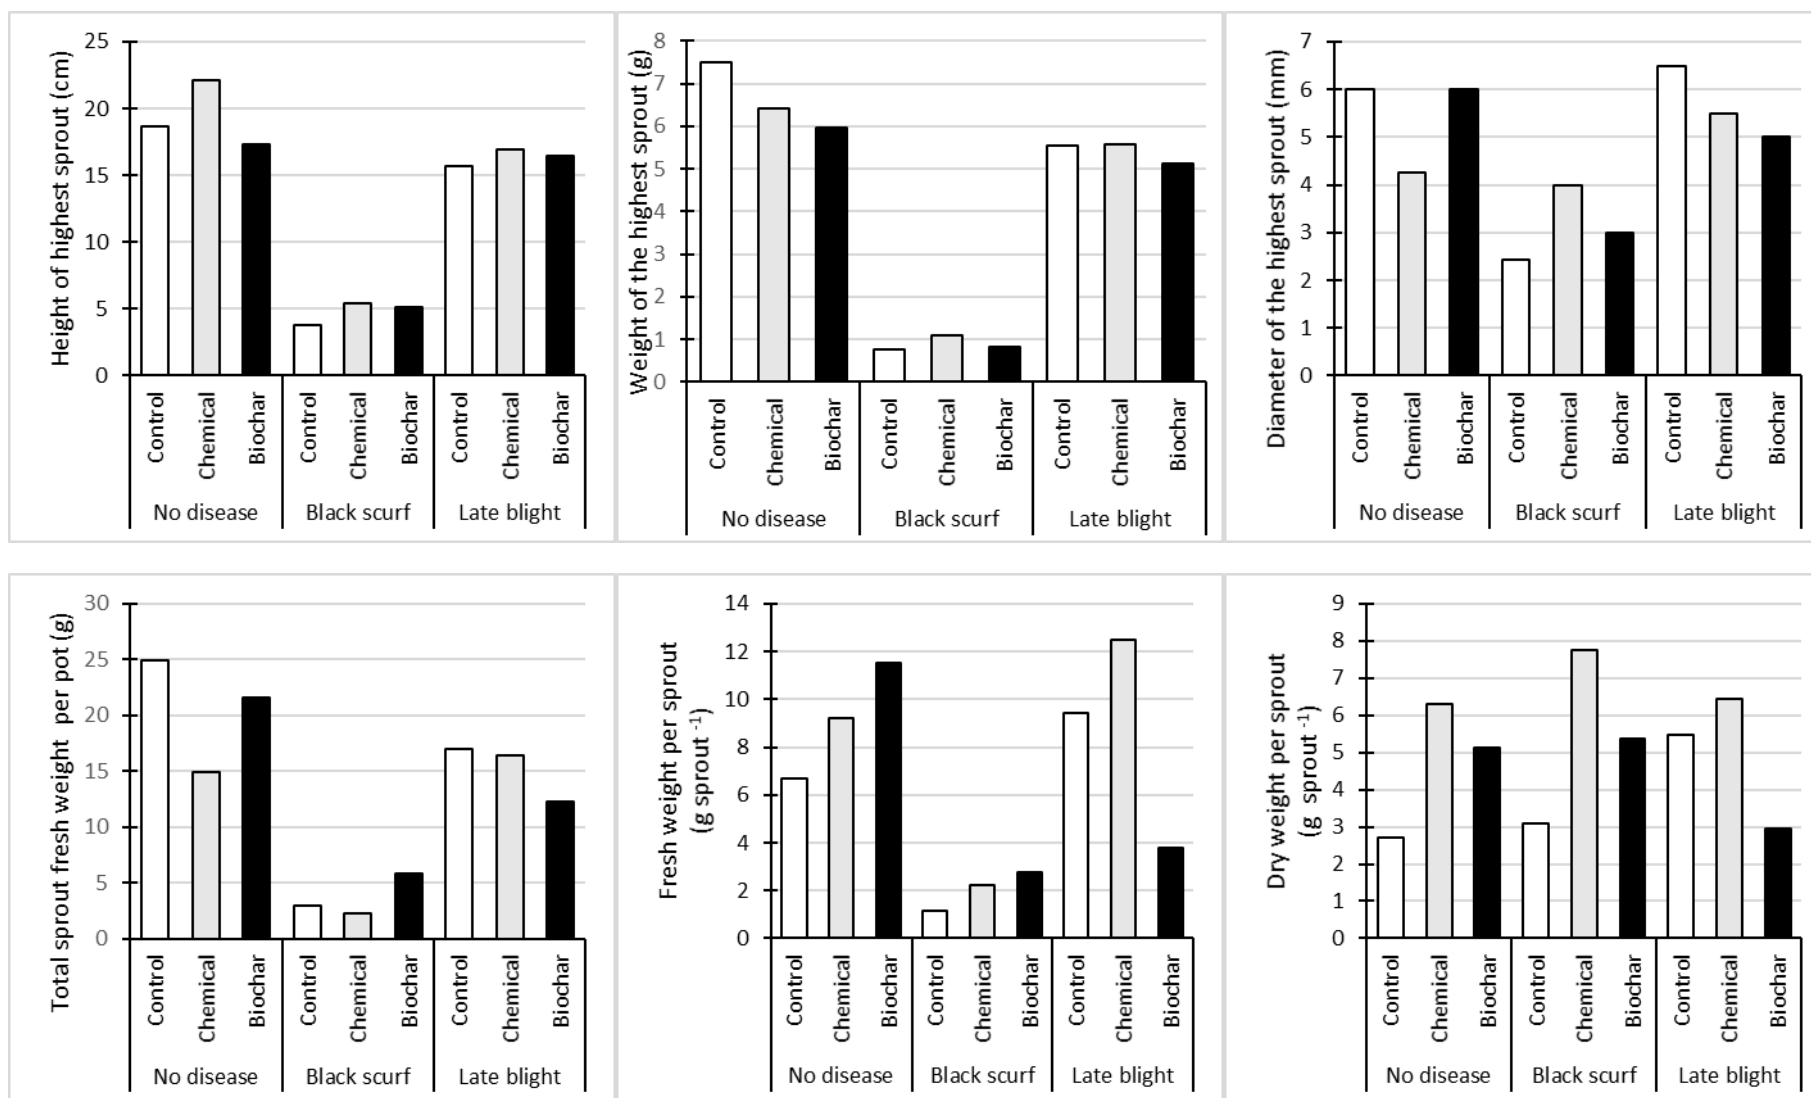 Height of highest sprout (cm)
25
20
15
10
5
0
Control
Chemical
Biochar
Control
Chemical
Biochar
Control
Chemical
Biochar
No disease
Black scurf
Late blight
Weight of the highest sprout (g)
8
7
6
5
4
3
2
1
0
Control
Chemical
Biochar
Control
Chemical
Biochar
Control
Chemical
Biochar
No disease
Black scurf
Late blight
Diameter of the highest sprout (mm)
7
6
5
4
3
2
1
0
Control
Chemical
Biochar
Control
Chemical
Biochar
Control
Chemical
Biochar
No disease
Black scurf
Late blight
Total sprout fresh weight per pot (g)
30
25
20
15
10
5
0
Control
Chemical
Biochar
Control
Chemical
Biochar
Control
Chemical
Biochar
No disease
Black scurf
Late blight
Fresh weight per sprout
(g sprout -1)
14
12
10
8
6
4
2
0
Control
Chemical
Biochar
Control
Chemical
Biochar
Control
Chemical
Biochar
No disease
Black scurf
Late blight
Dry weight per sprout
(g sprout -1)
9
8
7
6
5
4
3
2
1
0
Control
Chemical
Biochar
Control
Chemical
Biochar
Control
Chemical
Biochar
No disease
Black scurf
Late blight